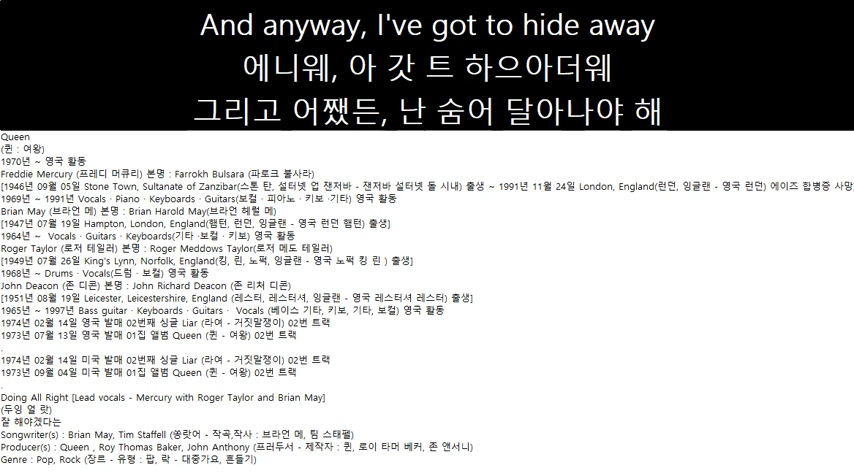 And anyway, I've got to hide away
에니웨, 아 갓 트 하으아더웨
그리고 어쨌든, 난 숨어 달아나야 해
Queen
(퀸 : 여왕)
1970년 ~ 영국 활동
Freddie Mercury (프레디 머큐리) 본명 : Farrokh Bulsara (파로크 불사라)
[1946년 09월 05일 Stone Town, Sultanate of Zanzibar(스톤 탄, 설터넷 업 잰저바 - 잰저바 설터넷 돌 시내) 출생 ~ 1991년 11월 24일 London, England(런던, 잉글랜 - 영국 런던) 에이즈 합병증 사망
1969년 ~ 1991년 Vocals · Piano · Keyboards · Guitars(보컬 · 피아노 · 키보 ·기타) 영국 활동
Brian May (브라언 메) 본명 : Brian Harold May(브라언 헤럴 메)
[1947년 07월 19일 Hampton, London, England(햄턴, 런던, 잉글랜 - 영국 런던 햄턴) 출생]
1964년 ~  Vocals · Guitars · Keyboards(기타 ·보컬 · 키보) 영국 활동
Roger Taylor (로저 테일러) 본명 : Roger Meddows Taylor(로저 메도 테일러)
[1949년 07월 26일 King's Lynn, Norfolk, England(킹, 린, 노퍽, 잉글랜 - 영국 노퍽 킹 린 ) 출생]
1968년 ~ Drums · Vocals(드럼 · 보컬) 영국 활동
John Deacon (존 디콘) 본명 : John Richard Deacon (존 리처 디콘)
[1951년 08월 19일 Leicester, Leicestershire, England (레스터, 레스터셔, 잉글랜 - 영국 레스터셔 레스터) 출생]
1965년 ~ 1997년 Bass guitar · Keyboards · Guitars ·  Vocals (베이스 기타, 키보, 기타, 보컬) 영국 활동
1974년 02월 14일 영국 발매 02번째 싱글 Liar (라여 - 거짓말쟁이) 02번 트랙
1973년 07월 13일 영국 발매 01집 앨범 Queen (퀸 - 여왕) 02번 트랙
.
1974년 02월 14일 미국 발매 02번째 싱글 Liar (라여 - 거짓말쟁이) 02번 트랙
1973년 09월 04일 미국 발매 01집 앨범 Queen (퀸 - 여왕) 02번 트랙
.
Doing All Right [Lead vocals - Mercury with Roger Taylor and Brian May]
(두잉 열 랏)
잘 해야겠다는
Songwriter(s) : Brian May, Tim Staffell (쏭랏어 - 작곡,작사 : 브라언 메, 팀 스태펄)
Producer(s) : Queen , Roy Thomas Baker, John Anthony (프러두서 - 제작자 : 퀸, 로이 타머 베커, 존 앤서니)
Genre : Pop, Rock (장르 - 유형 : 팝, 락 - 대중가요, 흔들기)